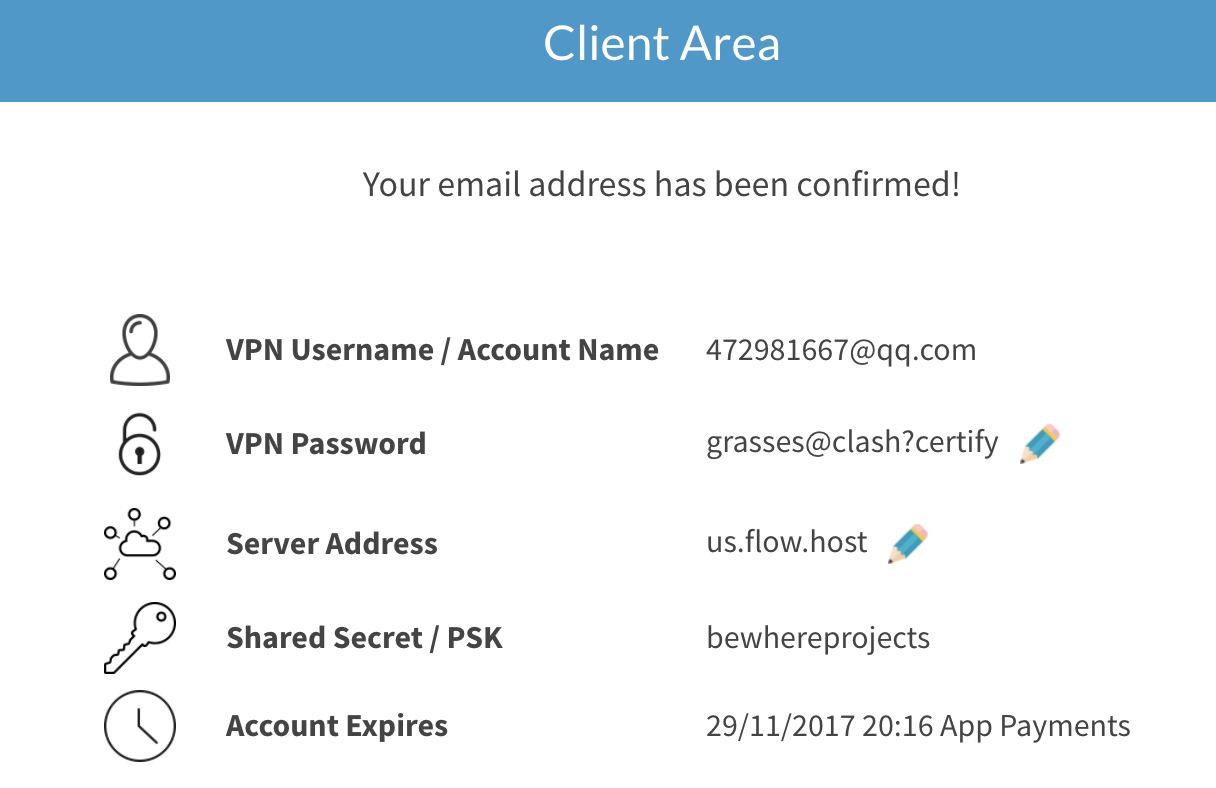 Client Area
Your email address has been confirmed!
VPN Username / Account Name 472981667@qq.com
VPN Password grasses@clash?certify
Server Address us.flow.host
Shared Secret / PSK bewhereprojects
Account Expires 29/11/2017 20:16 App Payments